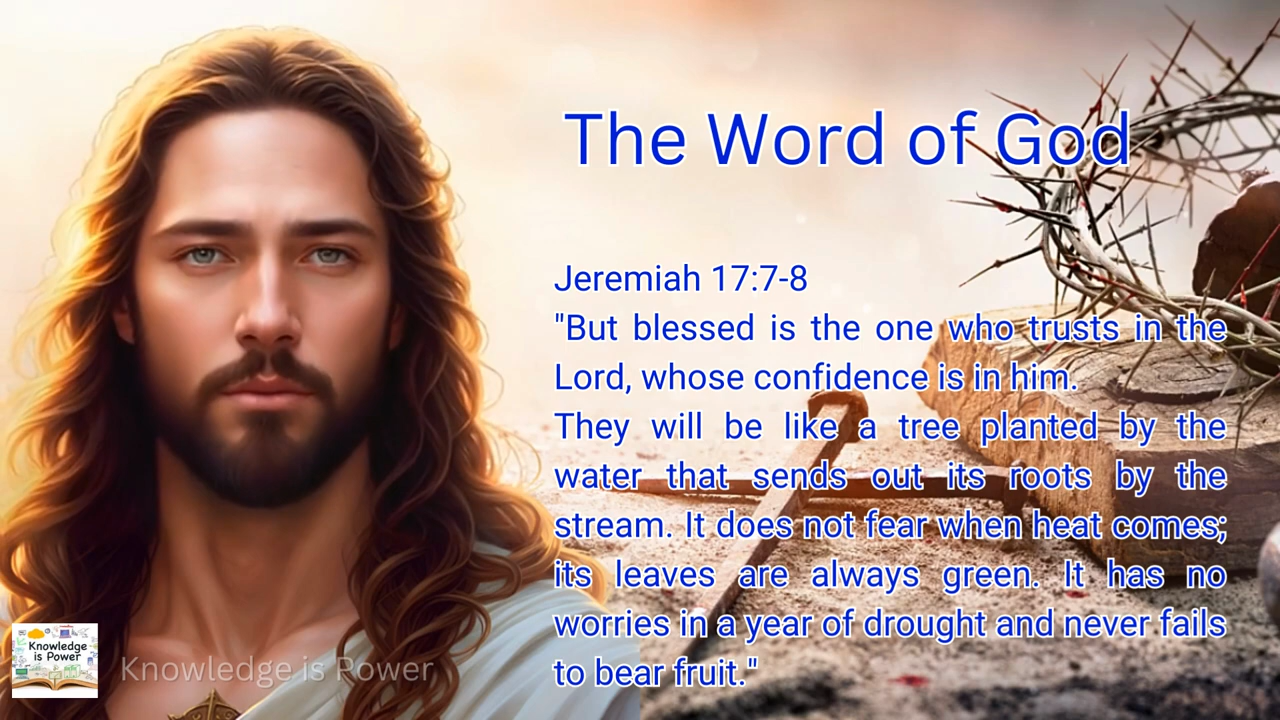 The Word of God
Jeremiah 17:7-8
"But blessed is the one who trusts in the
Lord, whose confidence is in him.
They will be like a tree planted by the
water that sends out its roots by the
stream. It does not fear when heat comes;
its leaves are always green. It has no
worries in a year of drought and never fails
to bear fruit."
Knowledge
is Power
Knowledge is Power